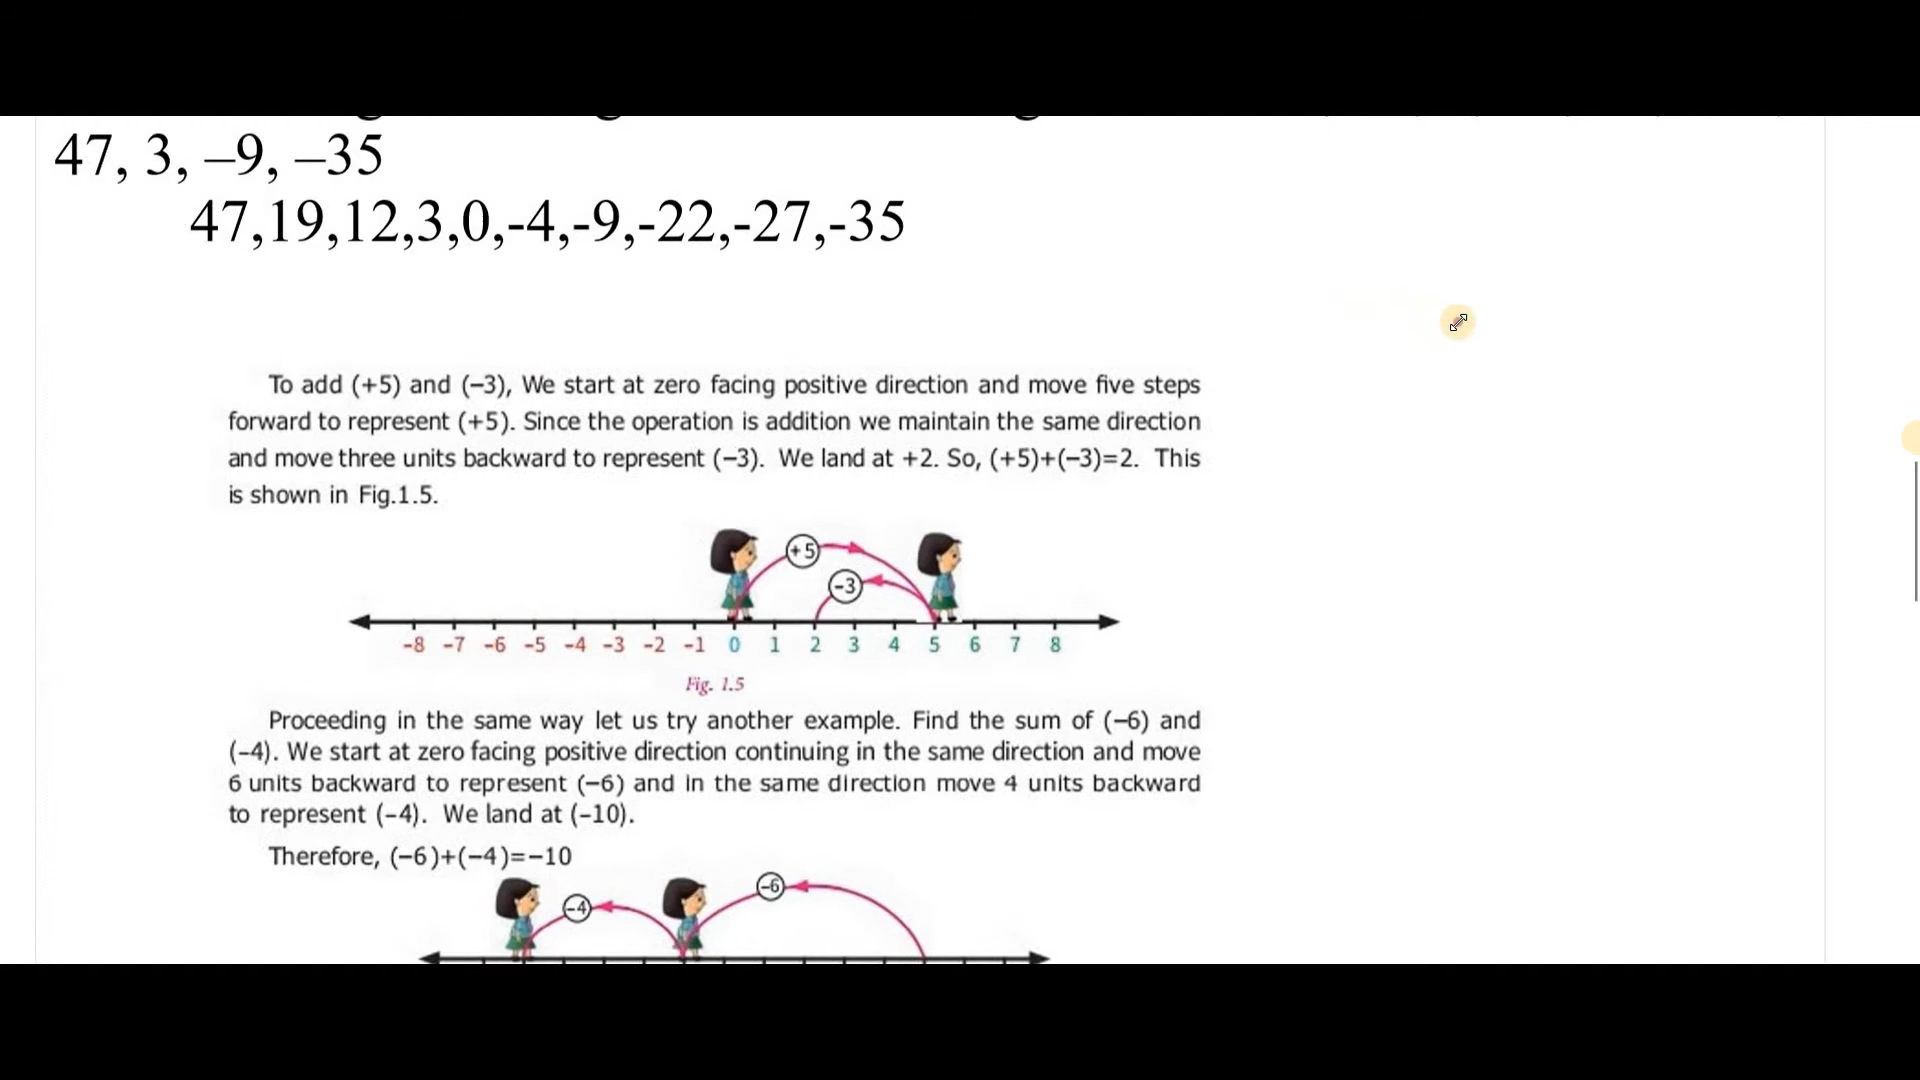 47, 3, –9, –35
47,19,12,3,0,-4,-9,-22,-27,-35
To add (+5) and (−3), We start at zero facing positive direction and move five steps
forward to represent (+5). Since the operation is addition we maintain the same direction
and move three units backward to represent (−3). We land at +2. So, (+5)+(−3)=2. This
is shown in Fig.1.5.
+5
−3
−8 −7 −6 −5 −4 −3 −2 −1 0 1 2 3 4 5 6 7 8
Fig. 1.5
Proceeding in the same way let us try another example. Find the sum of (−6) and
(−4). We start at zero facing positive direction continuing in the same direction and move
6 units backward to represent (−6) and in the same direction move 4 units backward
to represent (−4). We land at (−10).
Therefore, (−6)+(−4)=−10
−4 −6